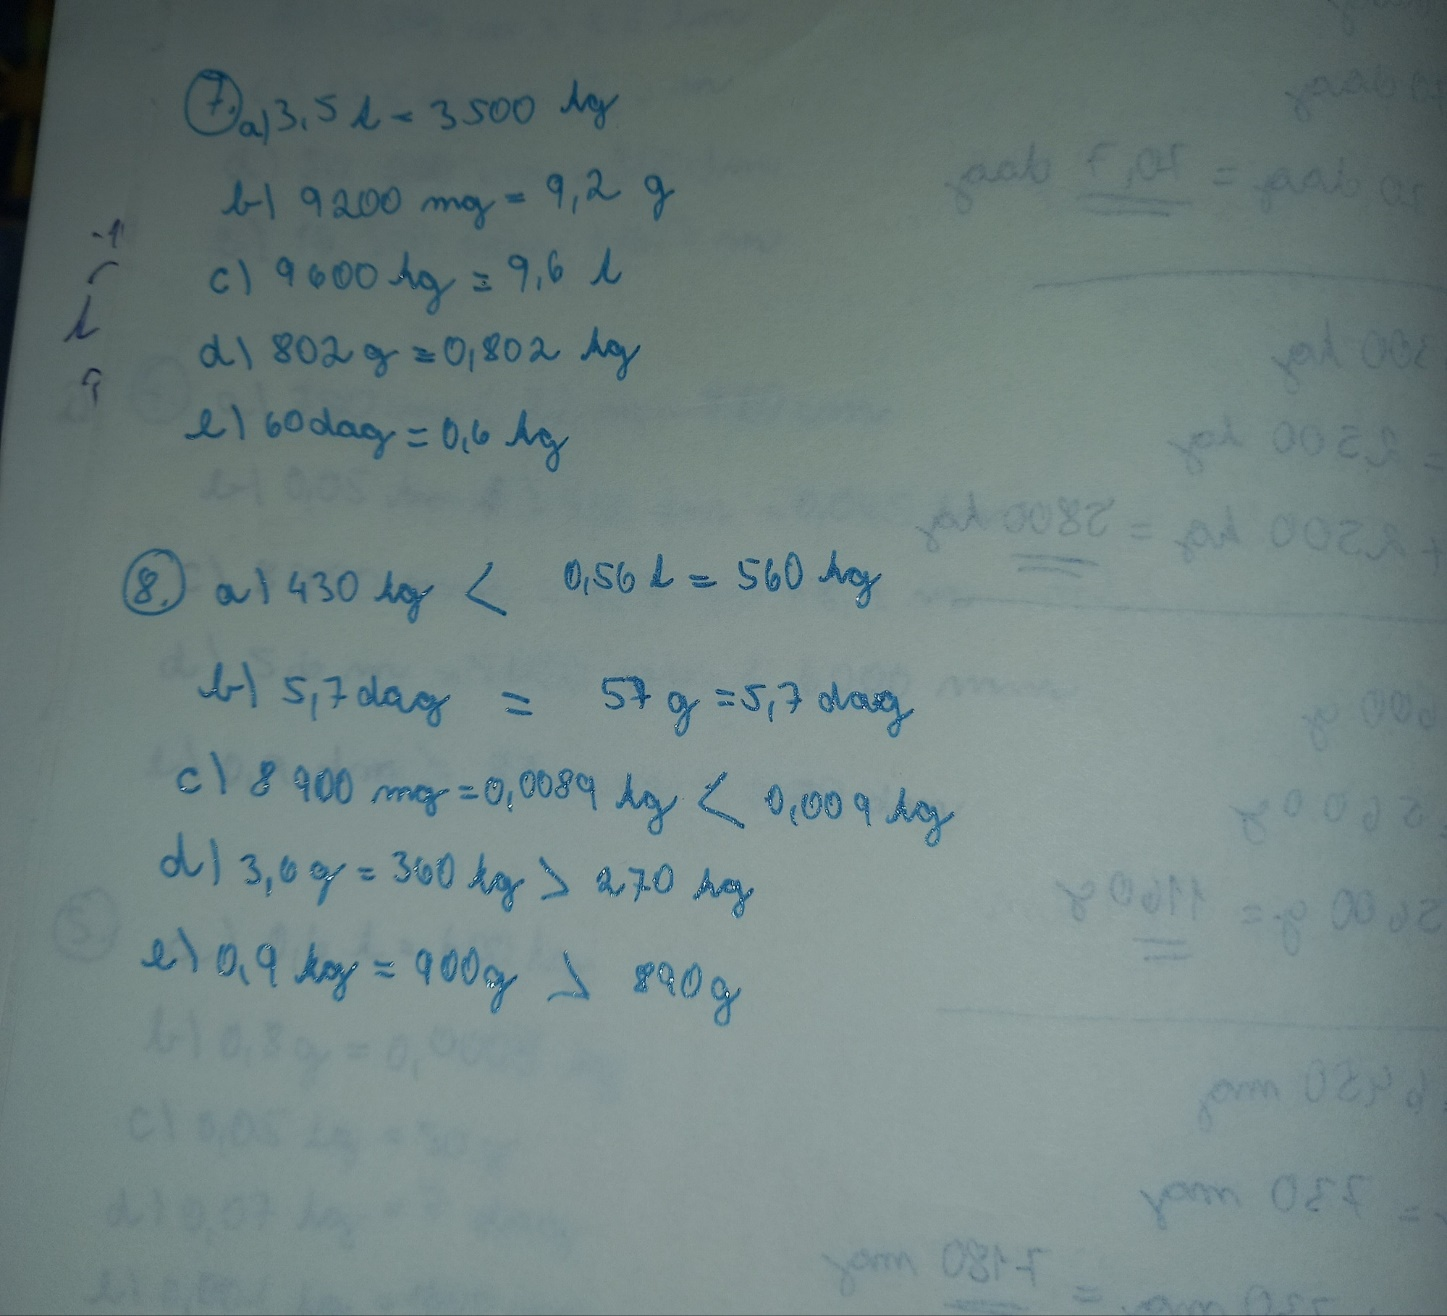 7. a) 3,5 t = 3500 kg
b) 9200 mg = 9,2 g
c) 9600 kg = 9,6 t
d) 802 g = 0,802 kg
e) 60 dag = 0,6 kg
8. a) 430 kg < 0,56 t = 560 kg
b) 5,7 dag = 57 g = 5,7 dag
c) 8 900 mg = 0,0089 kg < 0,009 kg
d) 3,6 g = 360 kg > 270 kg
e) 0,9 kg = 900 g > 890 g